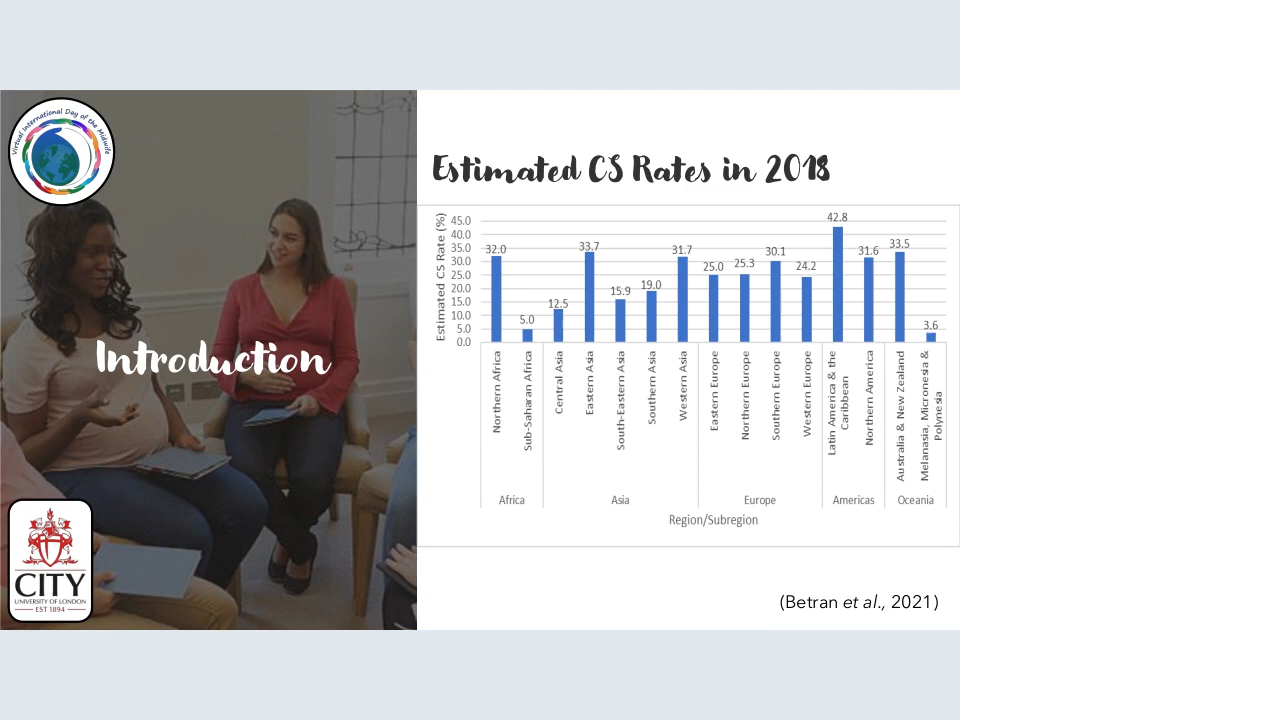 Virtual International Day of the Midwife
Introduction
CITY
UNIVERSITY OF LONDON
EST 1894
Estimated CS Rates in 2018
Estimated CS Rate (%)
45.0
40.0
35.0
30.0
25.0
20.0
15.0
10.0
5.0
0.0
32.0
5.0
12.5
33.7
15.9
19.0
31.7
25.0
25.3
30.1
24.2
42.8
31.6
33.5
3.6
Northern Africa
Sub-Saharan Africa
Central Asia
Eastern Asia
South-Eastern Asia
Southern Asia
Western Asia
Eastern Europe
Northern Europe
Southern Europe
Western Europe
Latin America & the
Caribbean
Northern America
Australia & New Zealand
Melanasia, Micronesia &
Polynesia
Africa
Asia
Europe
Americas
Oceania
Region/Subregion
(Betran et al., 2021)